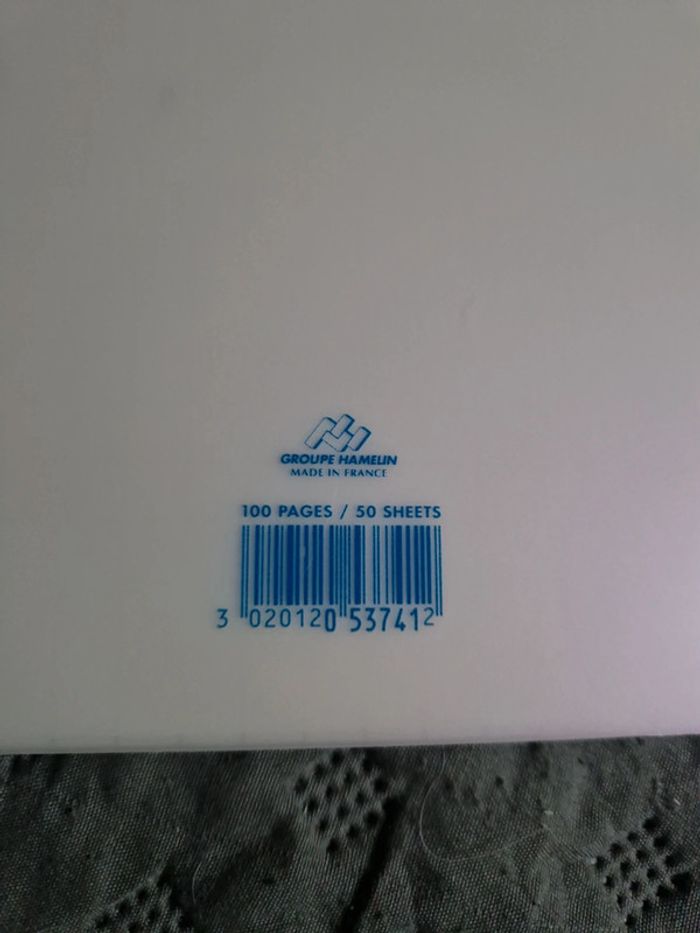 GROUPE HAMELIN
MADE IN FRANCE
100 PAGES / 50 SHEETS
3 020120 537412